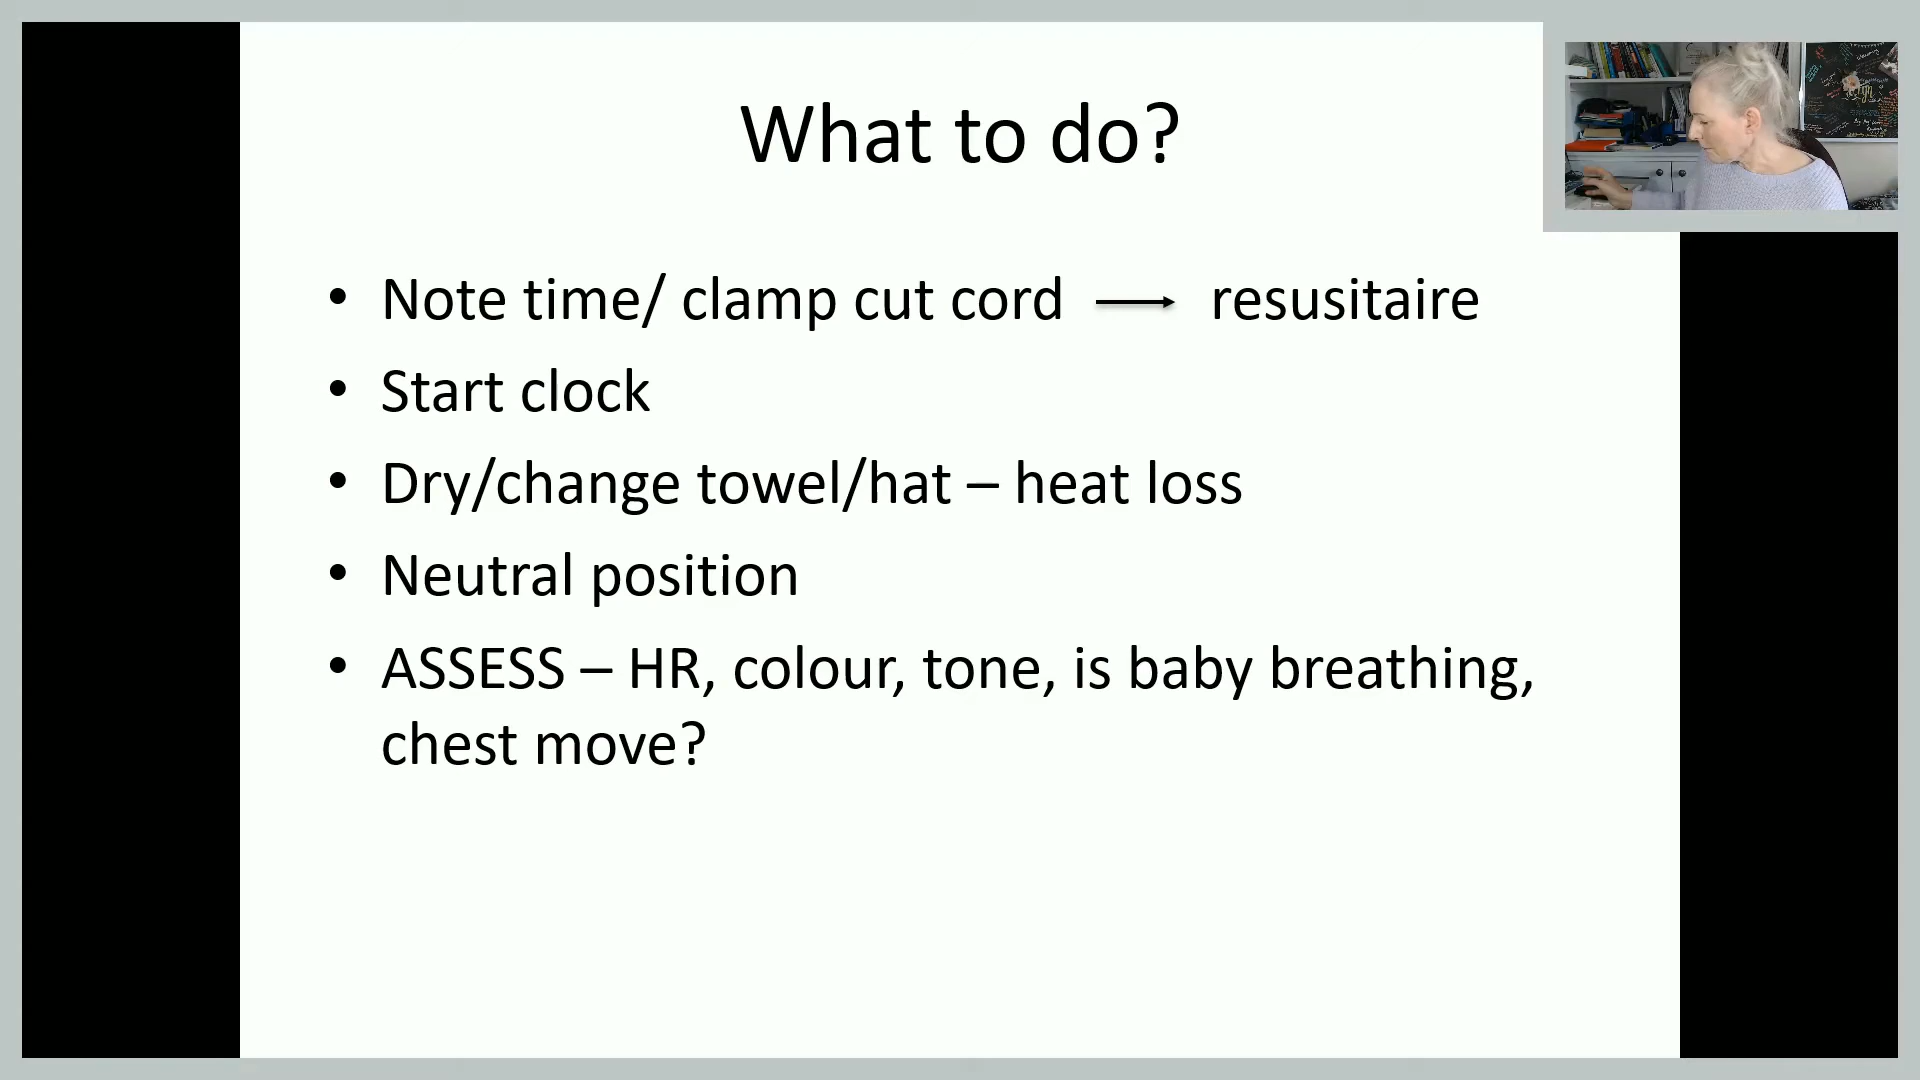 What to do?
• Note time/ clamp cut cord → resusitaire
• Start clock
• Dry/change towel/hat – heat loss
• Neutral position
• ASSESS – HR, colour, tone, is baby breathing,
chest move?